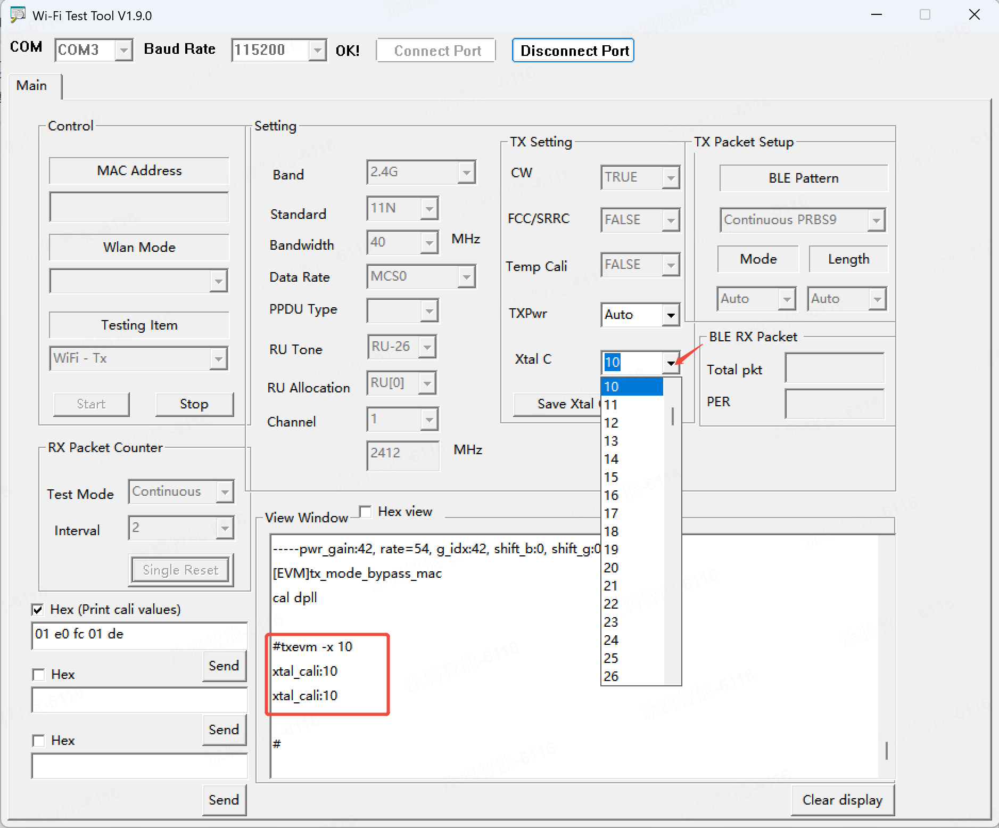 Wi-Fi Test Tool V1.9.0
COM COM3 Baud Rate 115200 OK! Connect Port Disconnect Port
Main
Control
MAC Address
Wlan Mode
Testing Item
WiFi - Tx
Start Stop
Setting
Band 2.4G
Standard 11N
Bandwidth 40 MHz
Data Rate MCS0
PPDU Type
RU Tone RU-26
RU Allocation RU[0]
Channel 1
2412 MHz
TX Setting
CW TRUE
FCC/SRRC FALSE
Temp Cali FALSE
TXPwr Auto
Xtal C 10
Save Xtal
10
11
12
13
14
15
16
17
18
19
20
21
22
23
24
25
26
TX Packet Setup
BLE Pattern
Continuous PRBS9
Mode Length
Auto Auto
BLE RX Packet
Total pkt
PER
RX Packet Counter
Test Mode Continuous
Interval 2
Single Reset
Hex (Print cali values)
01 e0 fc 01 de
Send
Hex
Send
Hex
Send
View Window Hex view
-----pwr_gain:42, rate=54, g_idx:42, shift_b:0, shift_g:0
[EVM]tx_mode_bypass_mac
cal dpll
#txevm -x 10
xtal_cali:10
xtal_cali:10
#
Clear display
涂鸦智能-6116